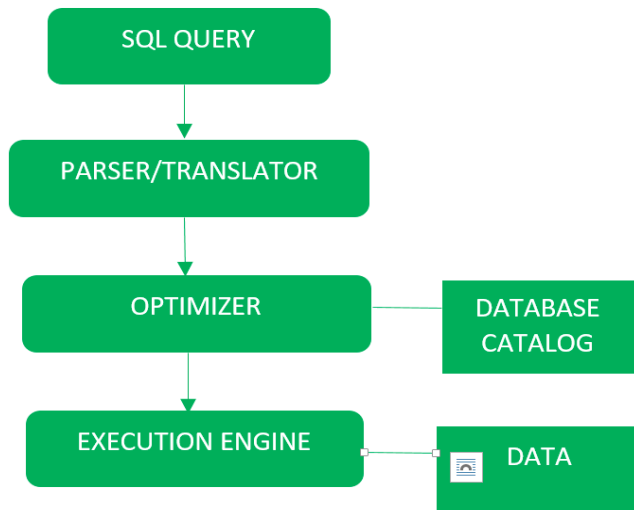 SQL QUERY
PARSER/TRANSLATOR
OPTIMIZER
DATABASE
CATALOG
EXECUTION ENGINE
DATA